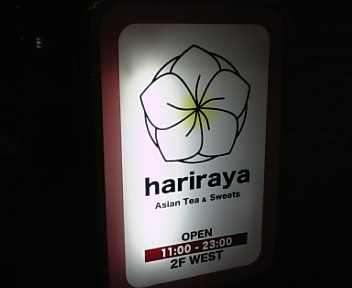 hariraya
Asian Tea & Sweets
OPEN
11:00 - 23:00
2F WEST